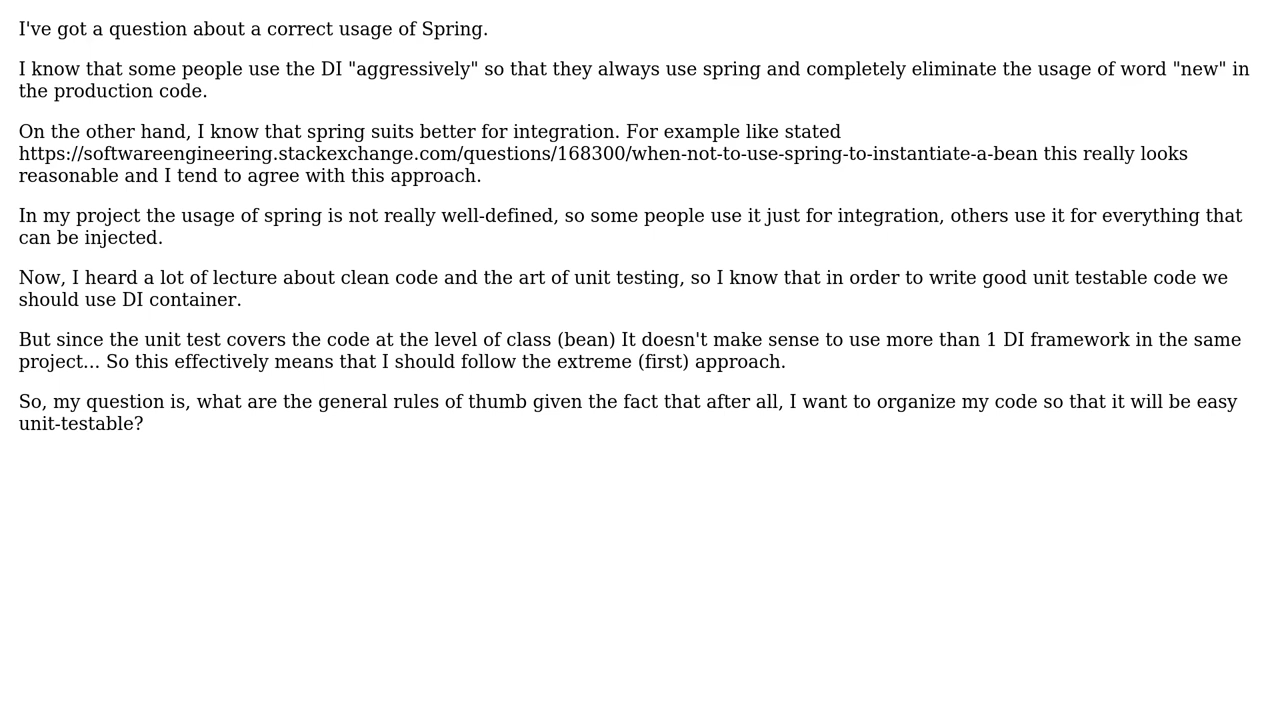 I've got a question about a correct usage of Spring.
I know that some people use the DI "aggressively" so that they always use spring and completely eliminate the usage of word "new" in
the production code.
On the other hand, I know that spring suits better for integration. For example like stated
https://softwareengineering.stackexchange.com/questions/168300/when-not-to-use-spring-to-instantiate-a-bean this really looks
reasonable and I tend to agree with this approach.
In my project the usage of spring is not really well-defined, so some people use it just for integration, others use it for everything that
can be injected.
Now, I heard a lot of lecture about clean code and the art of unit testing, so I know that in order to write good unit testable code we
should use DI container.
But since the unit test covers the code at the level of class (bean) It doesn't make sense to use more than 1 DI framework in the same
project... So this effectively means that I should follow the extreme (first) approach.
So, my question is, what are the general rules of thumb given the fact that after all, I want to organize my code so that it will be easy
unit-testable?